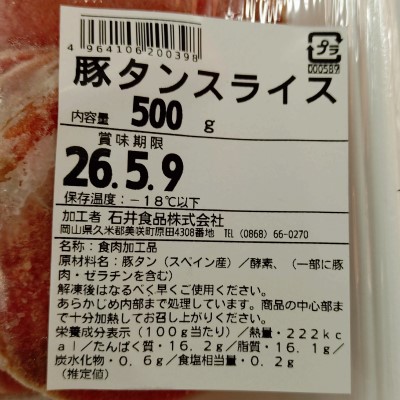 4964106200398
プラ
000587
豚タンスライス
内容量 500 g
賞味期限
26.5.9
保存温度：－18℃以下
加工者 石井食品株式会社
岡山県久米郡美咲町原田4308番地 TEL (0868) 66-0270
名称：食肉加工品
原材料名：豚タン（スペイン産）／酵素、（一部に豚
肉・ゼラチンを含む）
解凍後はなるべく早くご使用ください。
あらかじめ内部まで処理しています。商品の中心部ま
で十分加熱してお召し上がりください。
栄養成分表示（100g当たり）／熱量・222kc
al／たんぱく質・16.2g／脂質・16.1g／
炭水化物・0.6g／食塩相当量・0.2g
（推定値）